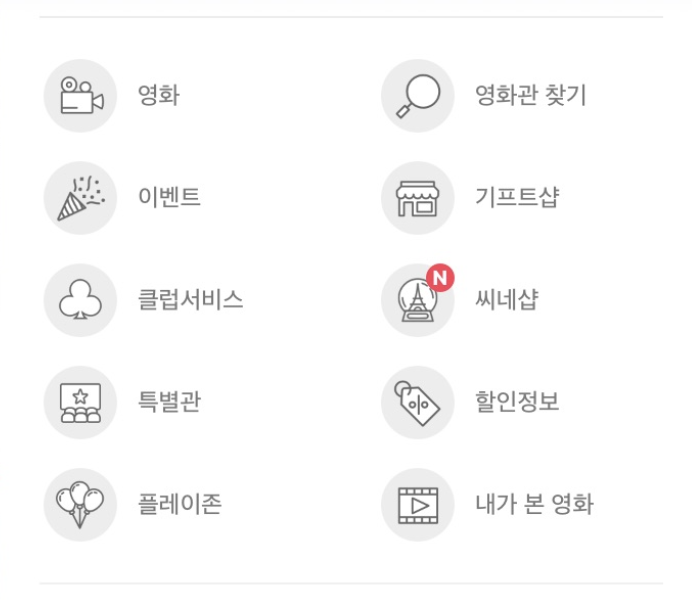 영화
영화관 찾기
이벤트
기프트샵
클럽서비스
N
씨네샵
특별관
할인정보
플레이존
내가 본 영화